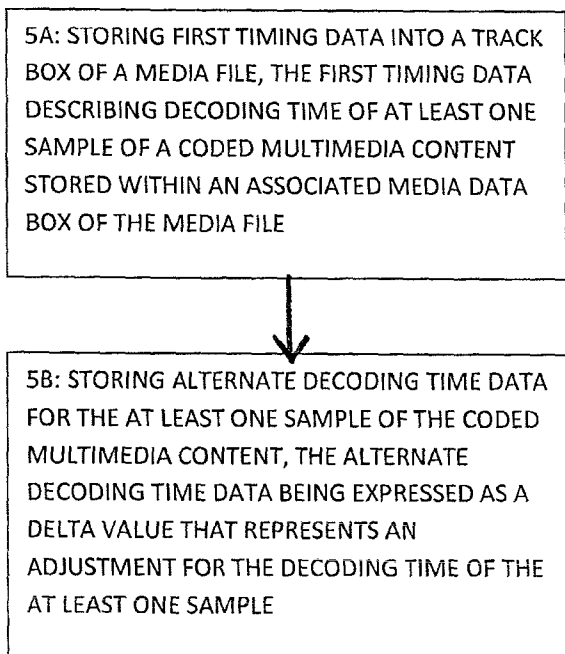 5A: STORING FIRST TIMING DATA INTO A TRACK
BOX OF A MEDIA FILE, THE FIRST TIMING DATA
DESCRIBING DECODING TIME OF AT LEAST ONE
SAMPLE OF A CODED MULTIMEDIA CONTENT
STORED WITHIN AN ASSOCIATED MEDIA DATA
BOX OF THE MEDIA FILE
5B: STORING ALTERNATE DECODING TIME DATA
FOR THE AT LEAST ONE SAMPLE OF THE CODED
MULTIMEDIA CONTENT, THE ALTERNATE
DECODING TIME DATA BEING EXPRESSED AS A
DELTA VALUE THAT REPRESENTS AN
ADJUSTMENT FOR THE DECODING TIME OF THE
AT LEAST ONE SAMPLE